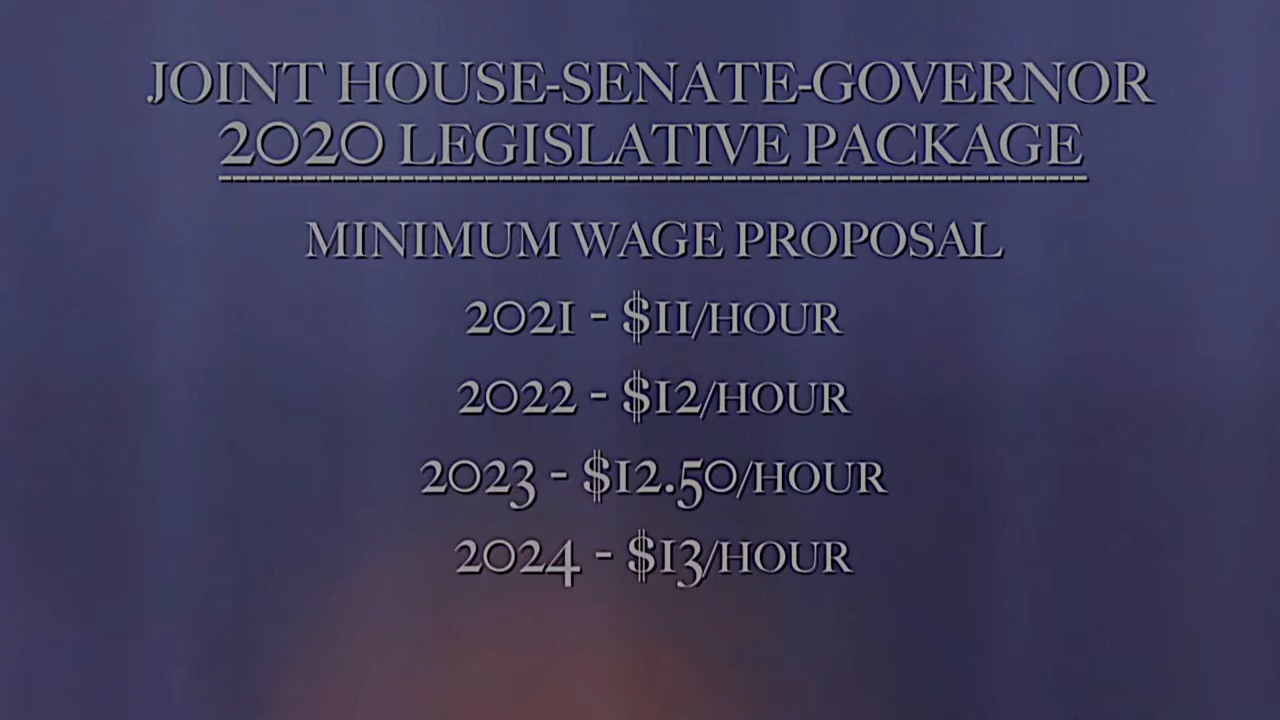 JOINT HOUSE-SENATE-GOVERNOR
2020 LEGISLATIVE PACKAGE
MINIMUM WAGE PROPOSAL
2021 - $11/HOUR
2022 - $12/HOUR
2023 - $12.50/HOUR
2024 - $13/HOUR